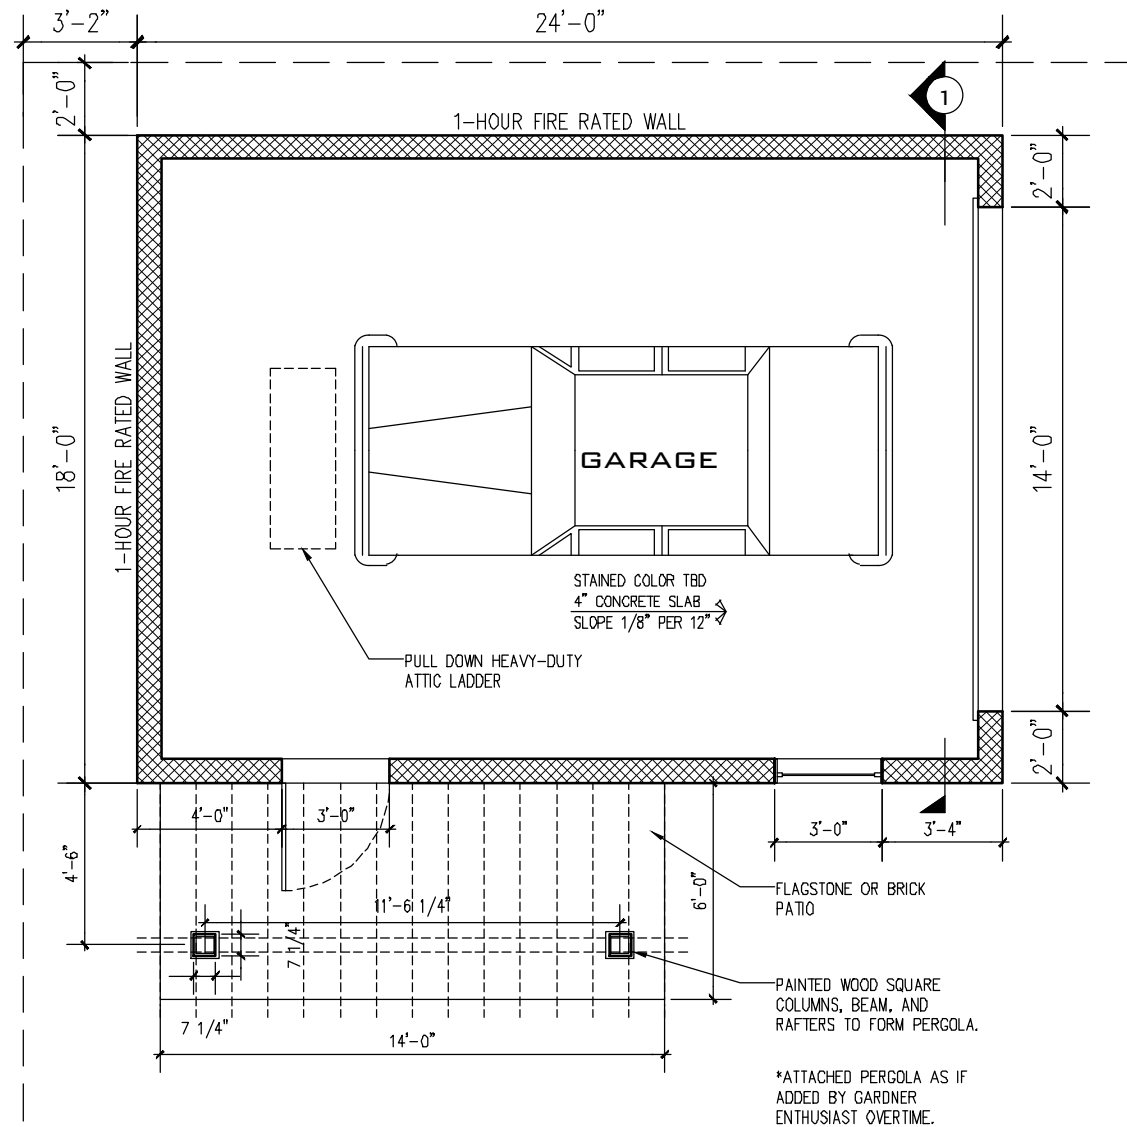 3'-2"
24'-0"
2'-0"
1
1-HOUR FIRE RATED WALL
2'-0"
18'-0"
1-HOUR FIRE RATED WALL
14'-0"
GARAGE
STAINED COLOR TBD
4" CONCRETE SLAB
SLOPE 1/8" PER 12"
PULL DOWN HEAVY-DUTY
ATTIC LADDER
2'-0"
4'-0"
3'-0"
3'-0"
3'-4"
4'-6"
11'-6 1/4"
6'-0"
FLAGSTONE OR BRICK
PATIO
7 1/4"
7 1/4"
PAINTED WOOD SQUARE
COLUMNS, BEAM, AND
RAFTERS TO FORM PERGOLA.
14'-0"
*ATTACHED PERGOLA AS IF
ADDED BY GARDNER
ENTHUSIAST OVERTIME.